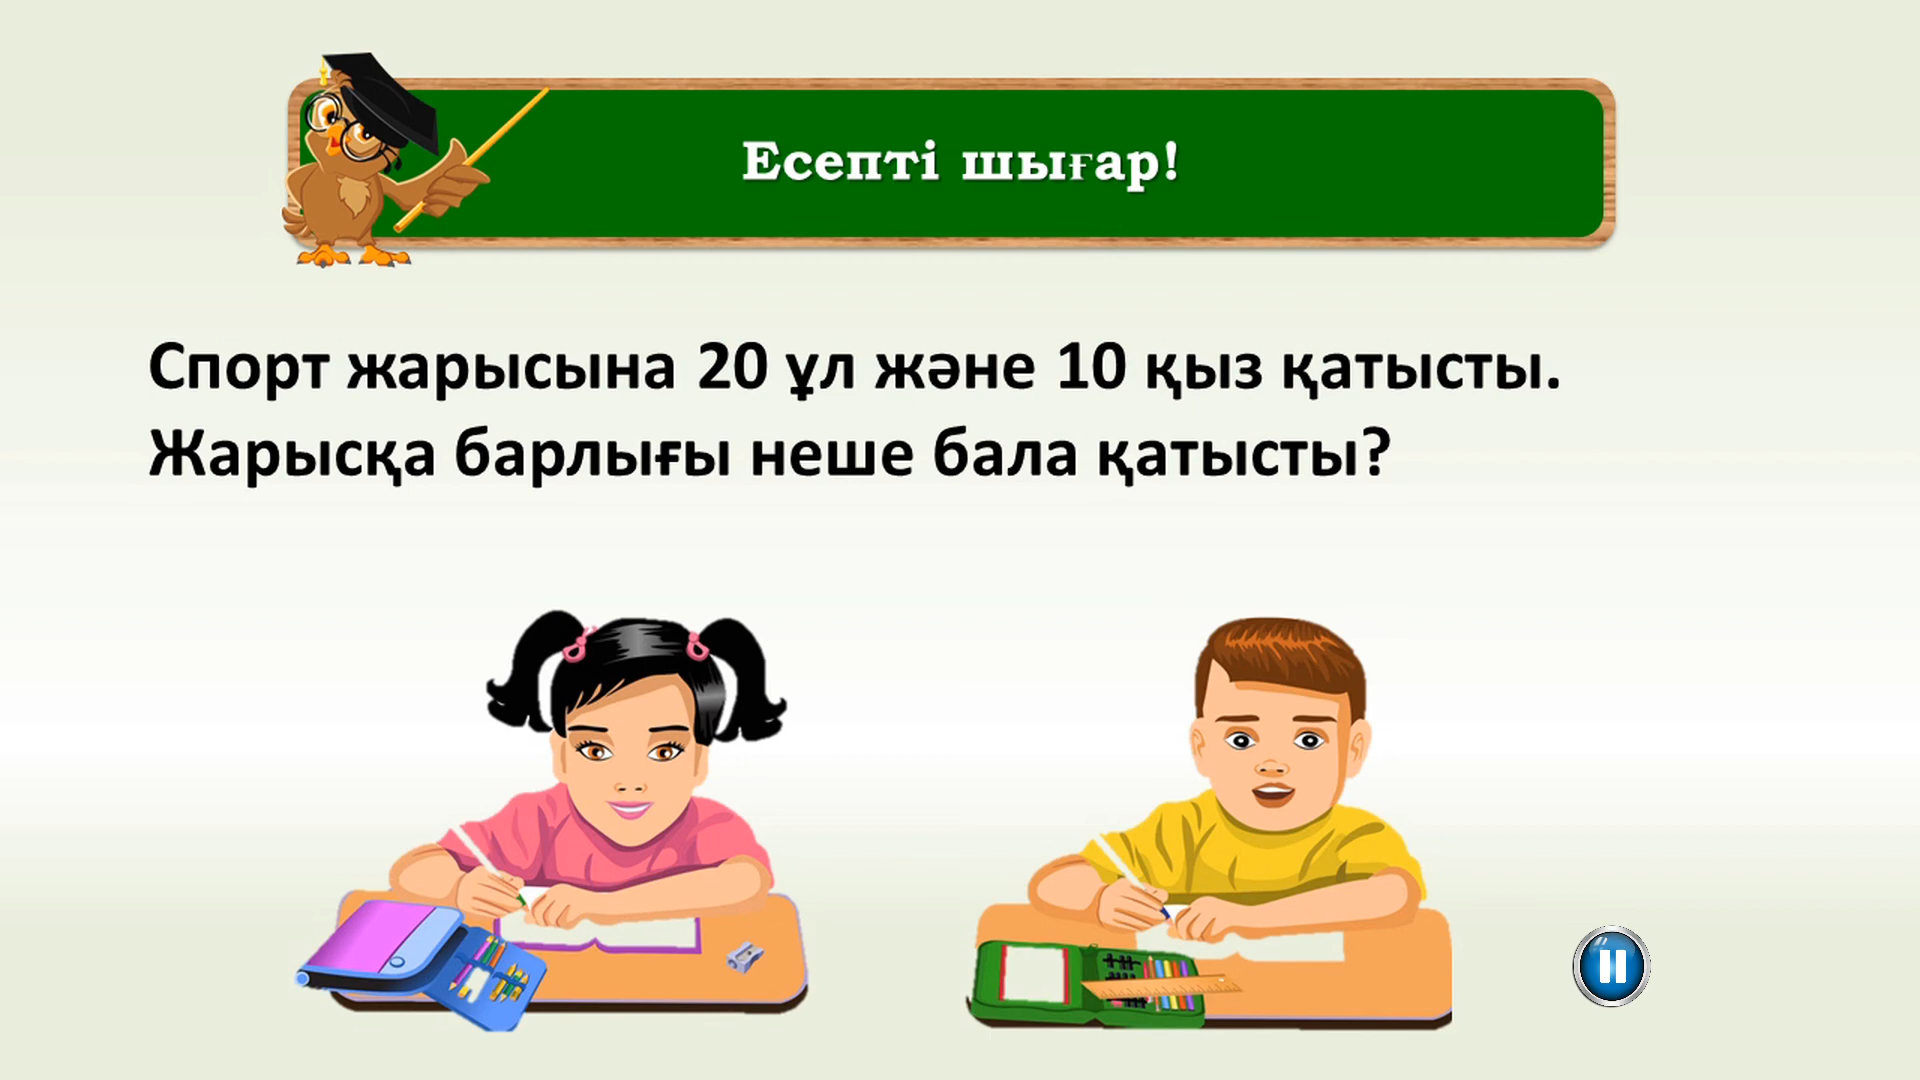 Есепті шығар!
Спорт жарысына 20 ұл және 10 қыз қатысты.
Жарысқа барлығы неше бала қатысты?